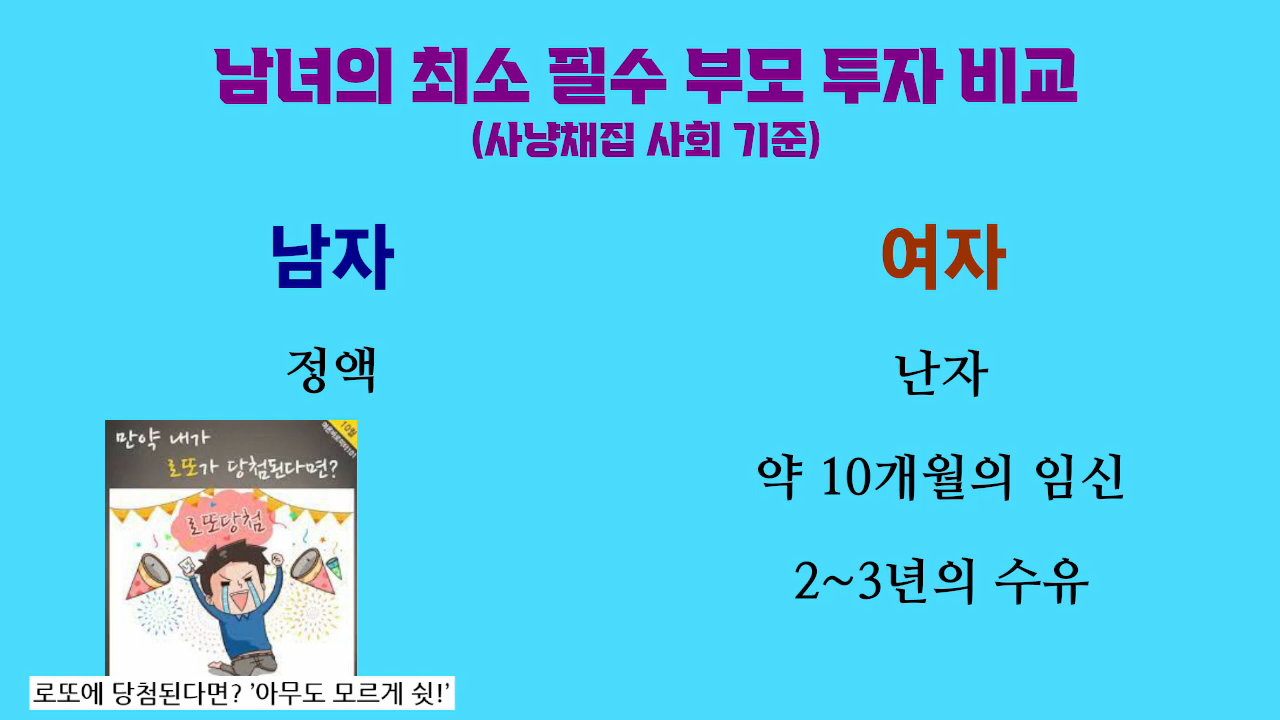 남녀의 최소 필수 부모 투자 비교
(사냥채집 사회 기준)
남자
여자
정액
난자
약 10개월의 임신
2~3년의 수유
10월
만약 내가
로또가 당첨된다면?
로또당첨
로또에 당첨된다면? '아무도 모르게 쉿!'